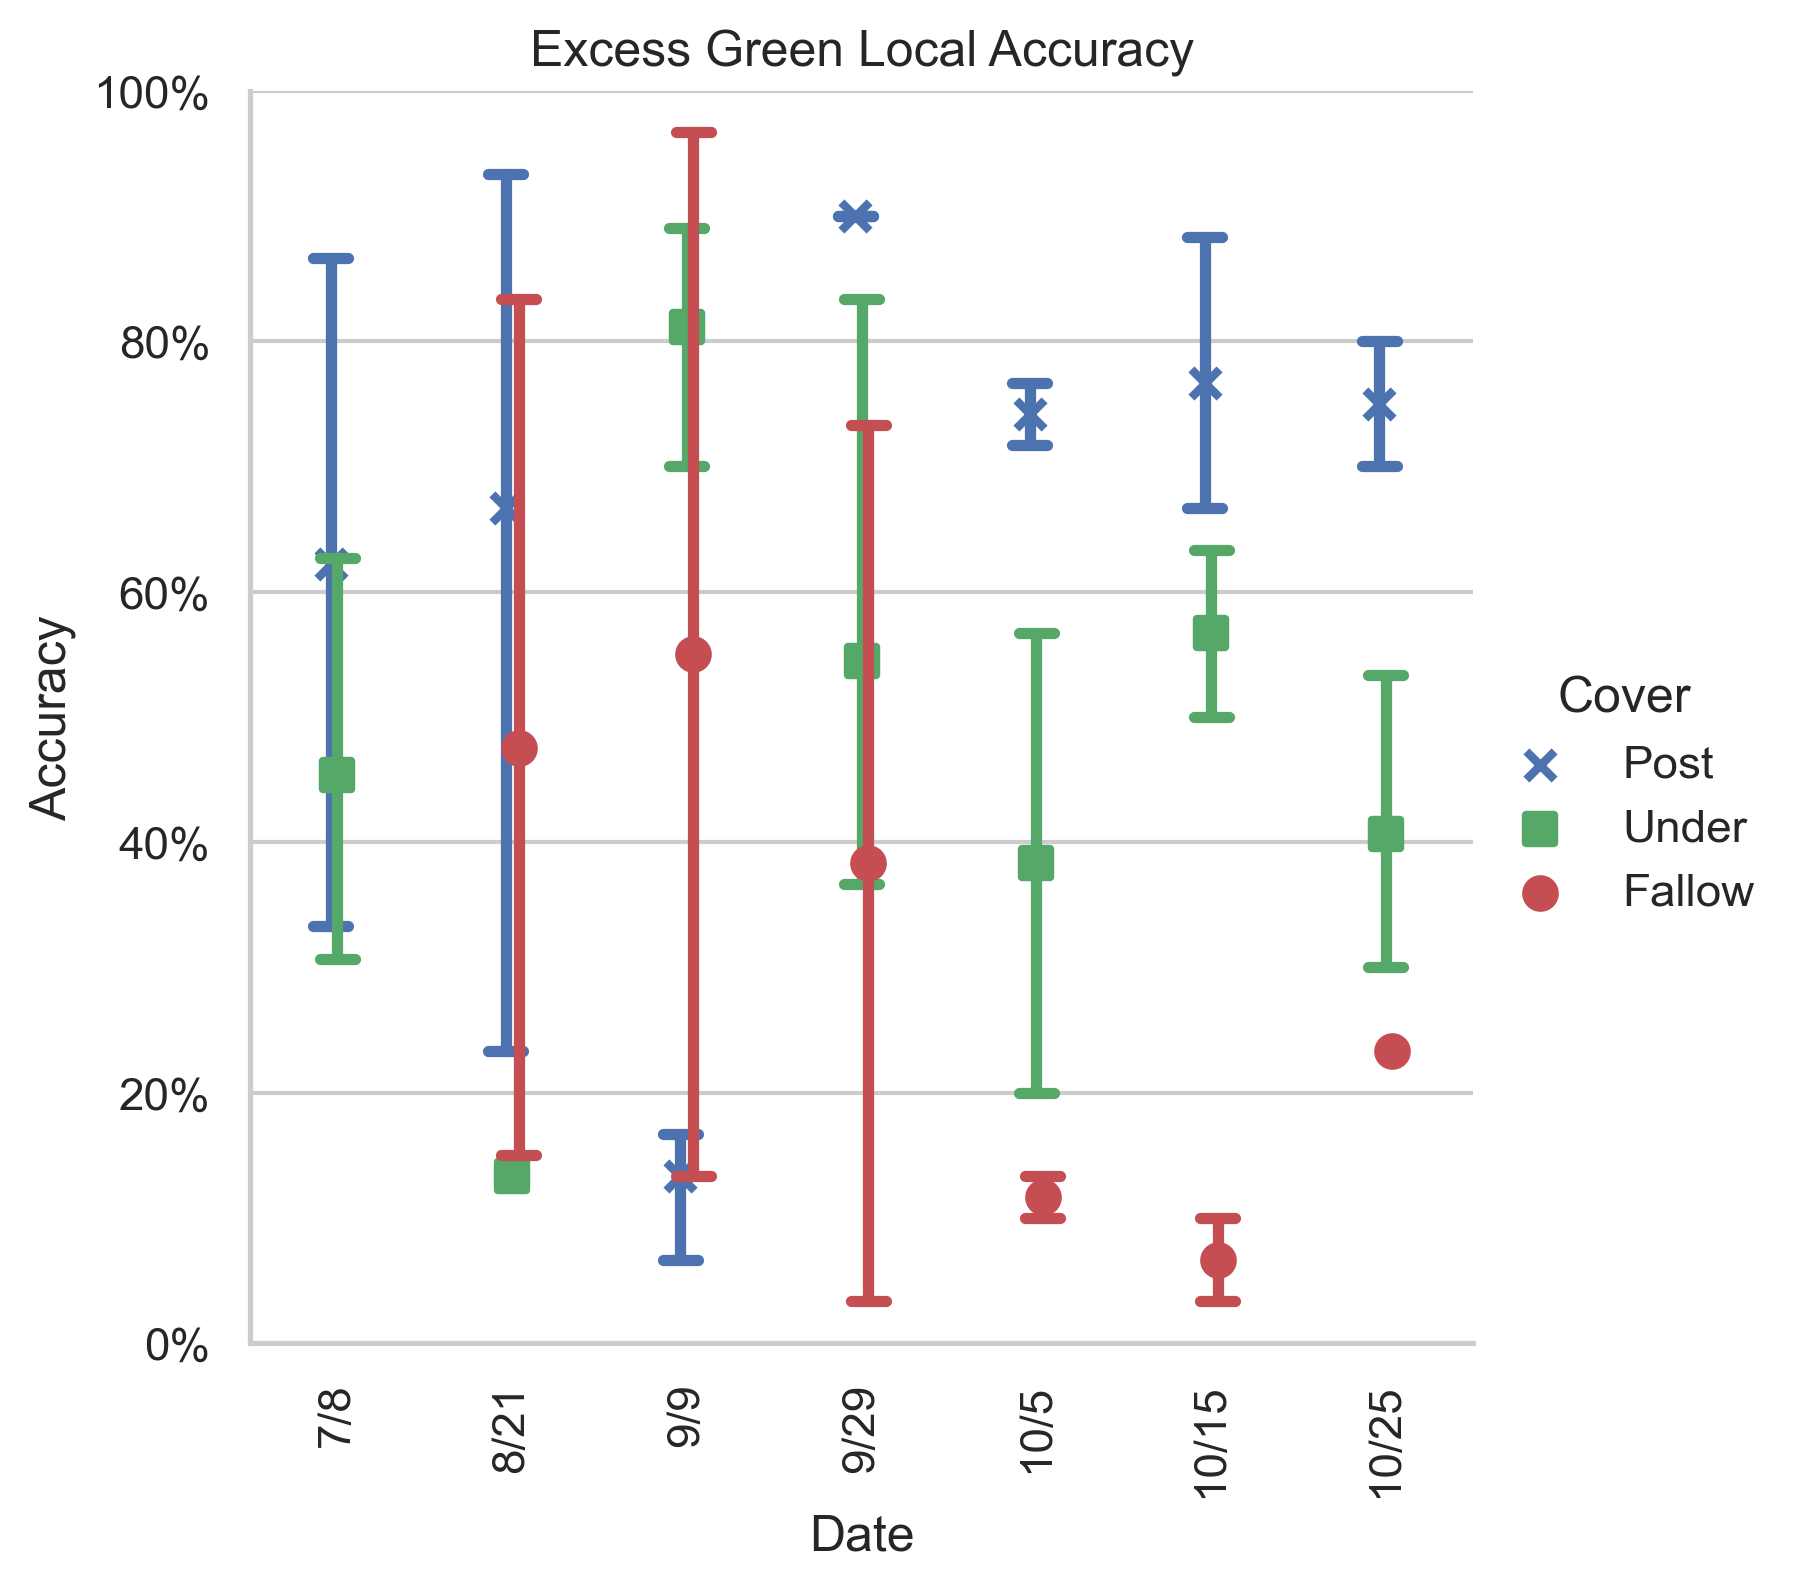 Excess Green Local Accuracy
100%
80%
60%
40%
20%
0%
Accuracy
7/8
8/21
9/9
9/29
10/5
10/15
10/25
Date
Cover
Post
Under
Fallow